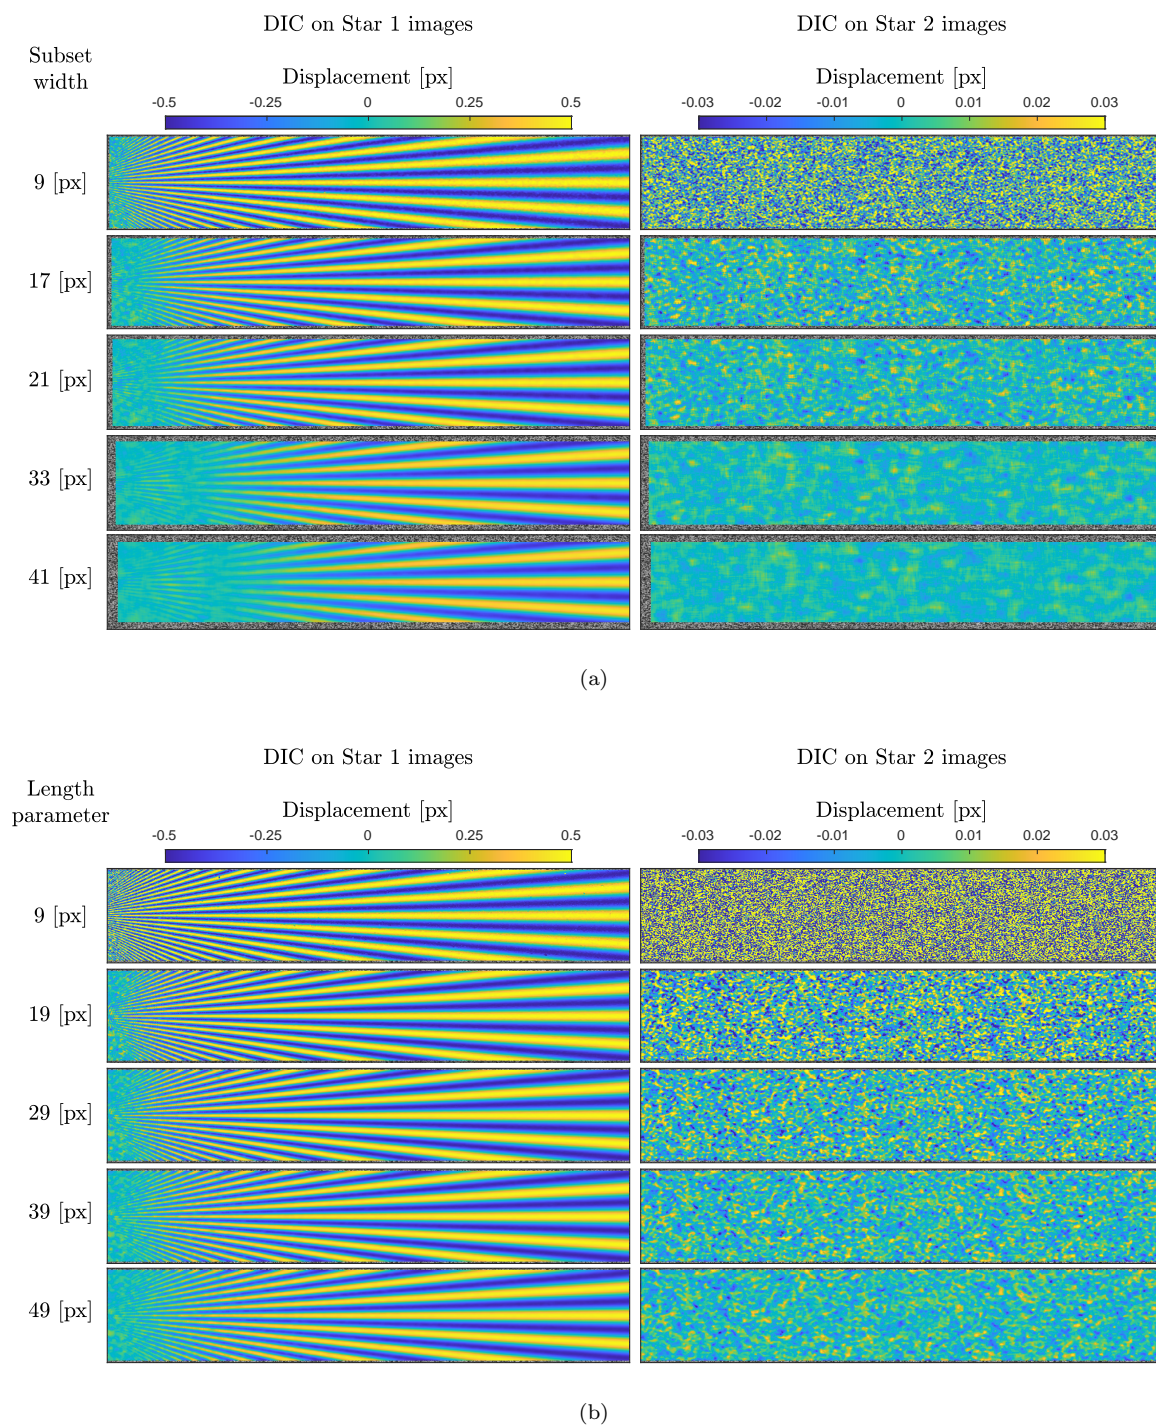 DIC on Star 1 images
DIC on Star 2 images
Subset
width
Displacement [px]
Displacement [px]
-0.5 -0.25 0 0.25 0.5
-0.03 -0.02 -0.01 0 0.01 0.02 0.03
9 [px]
17 [px]
21 [px]
33 [px]
41 [px]
(a)
DIC on Star 1 images
DIC on Star 2 images
Length
parameter
Displacement [px]
Displacement [px]
-0.5 -0.25 0 0.25 0.5
-0.03 -0.02 -0.01 0 0.01 0.02 0.03
9 [px]
19 [px]
29 [px]
39 [px]
49 [px]
(b)